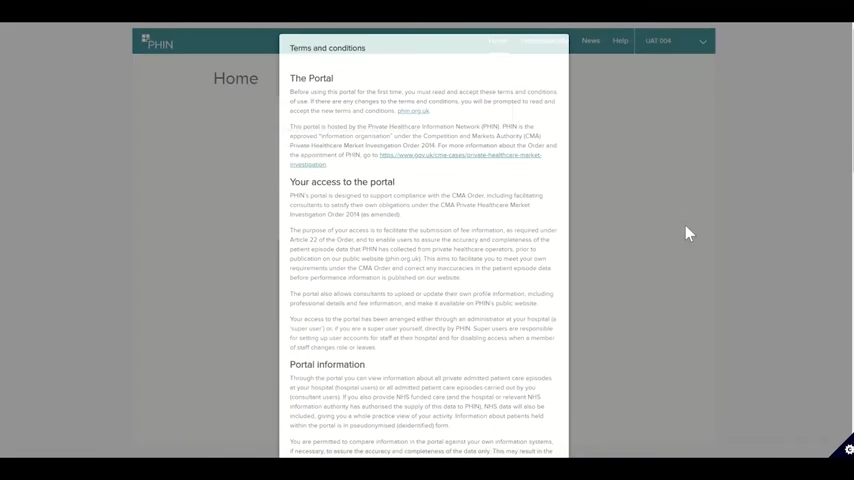 PHIN
News
Help
UAT 004
Home
Terms and conditions
The Portal
Before using this portal for the first time, you must read and accept these terms and conditions
of use. If there are any changes to the terms and conditions, you will be prompted to read and
accept the new terms and conditions. phin.org.uk.
This portal is hosted by the Private Healthcare Information Network (PHIN). PHIN is the
approved "information organisation" under the Competition and Markets Authority (CMA)
Private Healthcare Market Investigation Order 2014. For more information about the Order and
the appointment of PHIN, go to https://www.gov.uk/cma-cases/private-healthcare-market-
investigation.
Your access to the portal
PHIN's portal is designed to support compliance with the CMA Order, including facilitating
consultants to satisfy their own obligations under the CMA Private Healthcare Market
Investigation Order 2014 (as amended).
The purpose of your access is to facilitate the submission of fee information, as required under
Article 22 of the Order, and to enable users to assure the accuracy and completeness of the
patient episode data that PHIN has collected from private healthcare operators, prior to
publication on our public website (phin.org.uk). This aims to facilitate you to meet your own
requirements under the CMA Order and correct any inaccuracies in the patient episode data
before performance information is published on our website.
The portal also allows consultants to upload or update their own profile information, including
professional details and fee information, and make it available on PHIN's public website.
Your access to the portal has been arranged either through an administrator at your hospital (a
'super user') or, if you are a super user yourself, directly by PHIN. Super users are responsible
for setting up user accounts for staff at their hospital and for disabling access when a member
of staff changes role or leaves.
Portal information
Through the portal you can view information about all private admitted patient care episodes
at your hospital (hospital users) or all admitted patient care episodes carried out by you
(consultant users). If you also provide NHS funded care (and the hospital or relevant NHS
information authority has authorised the supply of this data to PHIN), NHS data will also be
included, giving you a whole practice view of your activity. Information about patients held
within the portal is in pseudonymised (deidentified) form.
You are permitted to compare information in the portal against your own information systems,
if necessary, to assure the accuracy and completeness of the data only. This may result in the